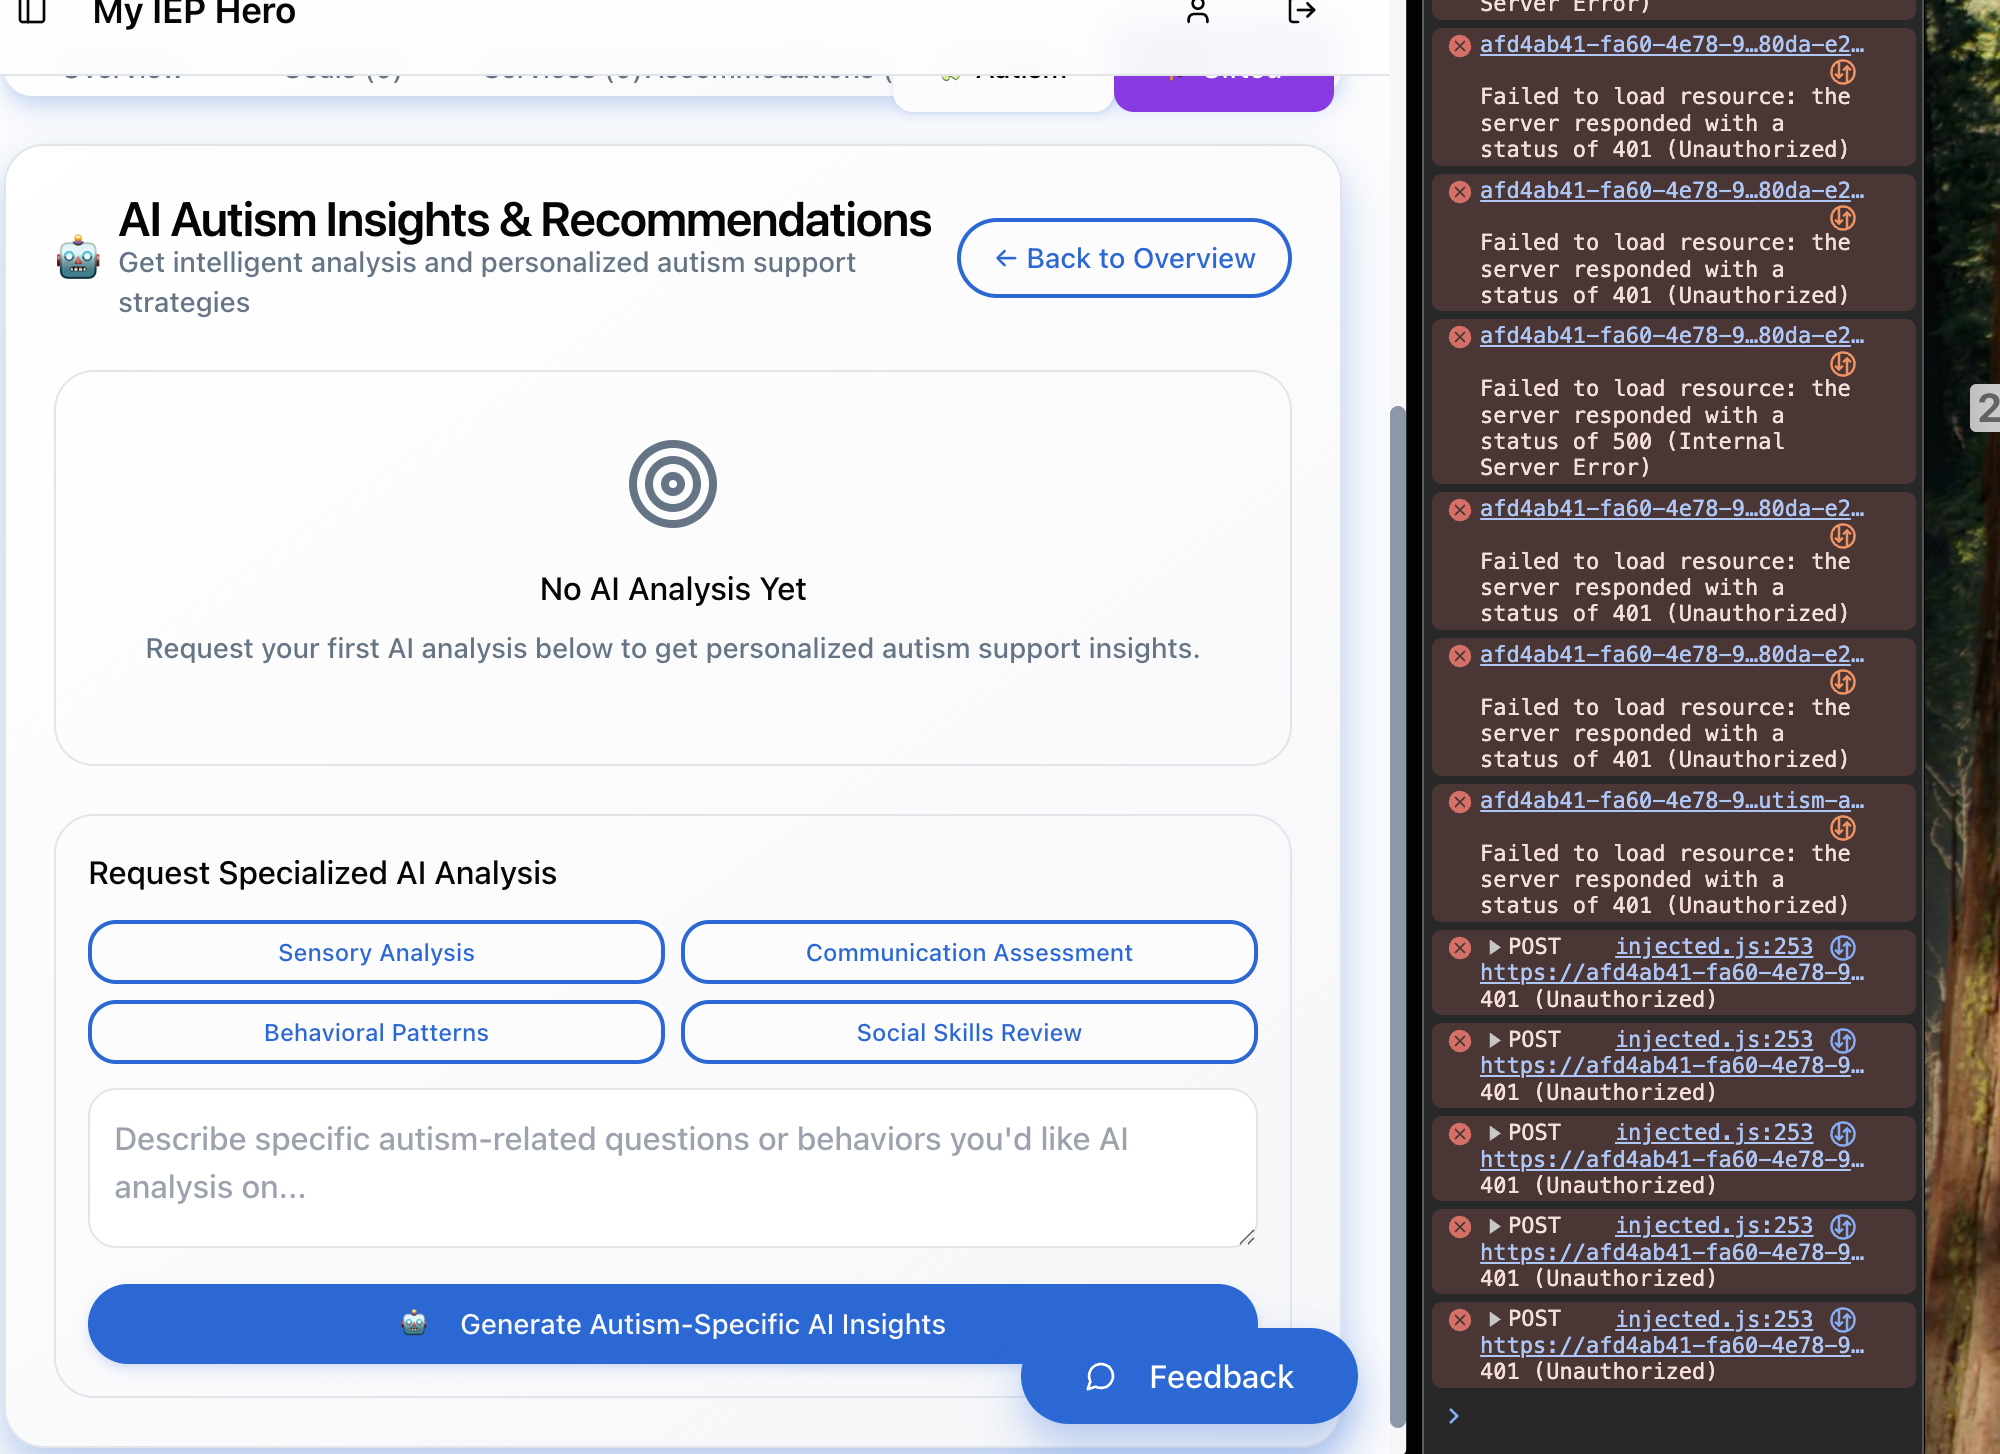 My IEP Hero
Autism
Gifted
AI Autism Insights & Recommendations
Get intelligent analysis and personalized autism support
strategies
← Back to Overview
No AI Analysis Yet
Request your first AI analysis below to get personalized autism support insights.
Request Specialized AI Analysis
Sensory Analysis
Communication Assessment
Behavioral Patterns
Social Skills Review
Describe specific autism-related questions or behaviors you'd like AI
analysis on...
Generate Autism-Specific AI Insights
Feedback
Server Error)
afd4ab41-fa60-4e78-9…80da-e2…
Failed to load resource: the
server responded with a
status of 401 (Unauthorized)
afd4ab41-fa60-4e78-9…80da-e2…
Failed to load resource: the
server responded with a
status of 401 (Unauthorized)
afd4ab41-fa60-4e78-9…80da-e2…
Failed to load resource: the
server responded with a
status of 500 (Internal
Server Error)
afd4ab41-fa60-4e78-9…80da-e2…
Failed to load resource: the
server responded with a
status of 401 (Unauthorized)
afd4ab41-fa60-4e78-9…80da-e2…
Failed to load resource: the
server responded with a
status of 401 (Unauthorized)
afd4ab41-fa60-4e78-9…utism-a…
Failed to load resource: the
server responded with a
status of 401 (Unauthorized)
POST injected.js:253
https://afd4ab41-fa60-4e78-9…
401 (Unauthorized)
POST injected.js:253
https://afd4ab41-fa60-4e78-9…
401 (Unauthorized)
POST injected.js:253
https://afd4ab41-fa60-4e78-9…
401 (Unauthorized)
POST injected.js:253
https://afd4ab41-fa60-4e78-9…
401 (Unauthorized)
POST injected.js:253
https://afd4ab41-fa60-4e78-9…
401 (Unauthorized)
2